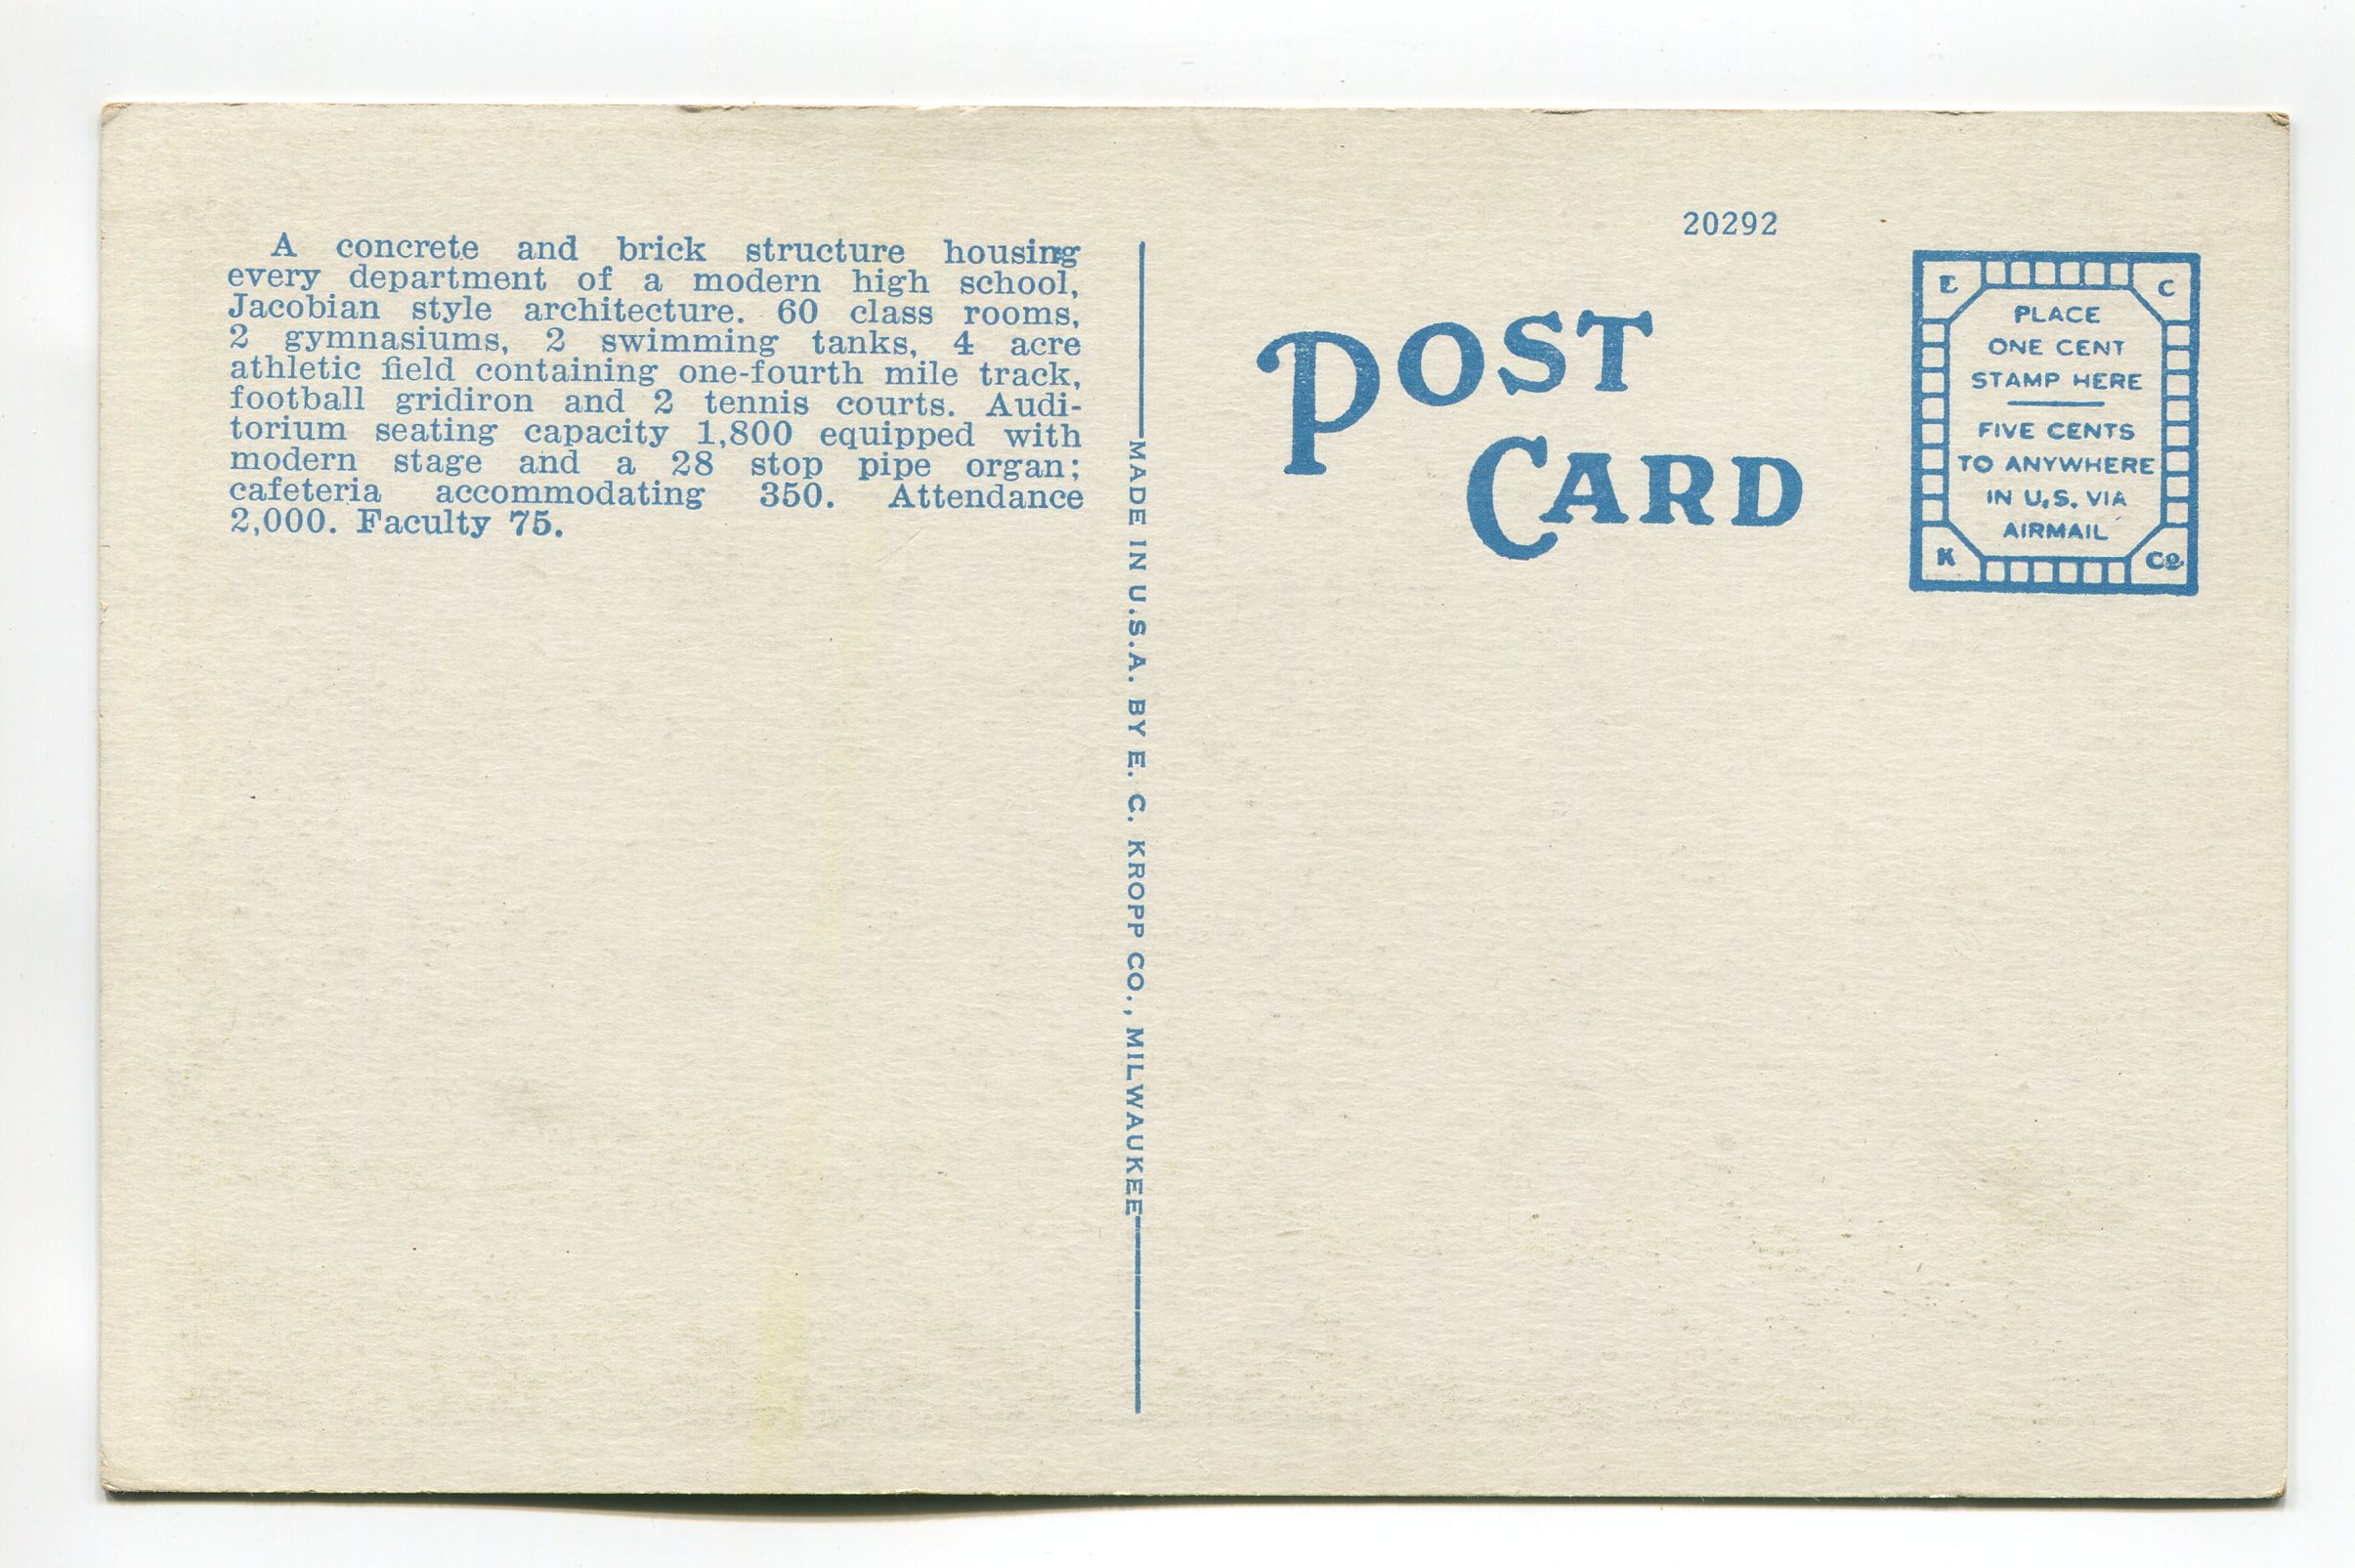 A concrete and brick structure housing
every department of a modern high school,
Jacobian style architecture. 60 class rooms,
2 gymnasiums, 2 swimming tanks, 4 acre
athletic field containing one-fourth mile track,
football gridiron and 2 tennis courts. Audi-
torium seating capacity 1,800 equipped with
modern stage and a 28 stop pipe organ;
cafeteria accommodating 350. Attendance
2,000. Faculty 75.
MADE IN U.S.A. BY E. C. KROPP CO., MILWAUKEE
20292
POST
CARD
E C
PLACE
ONE CENT
STAMP HERE
FIVE CENTS
TO ANYWHERE
IN U.S. VIA
AIRMAIL
K Co